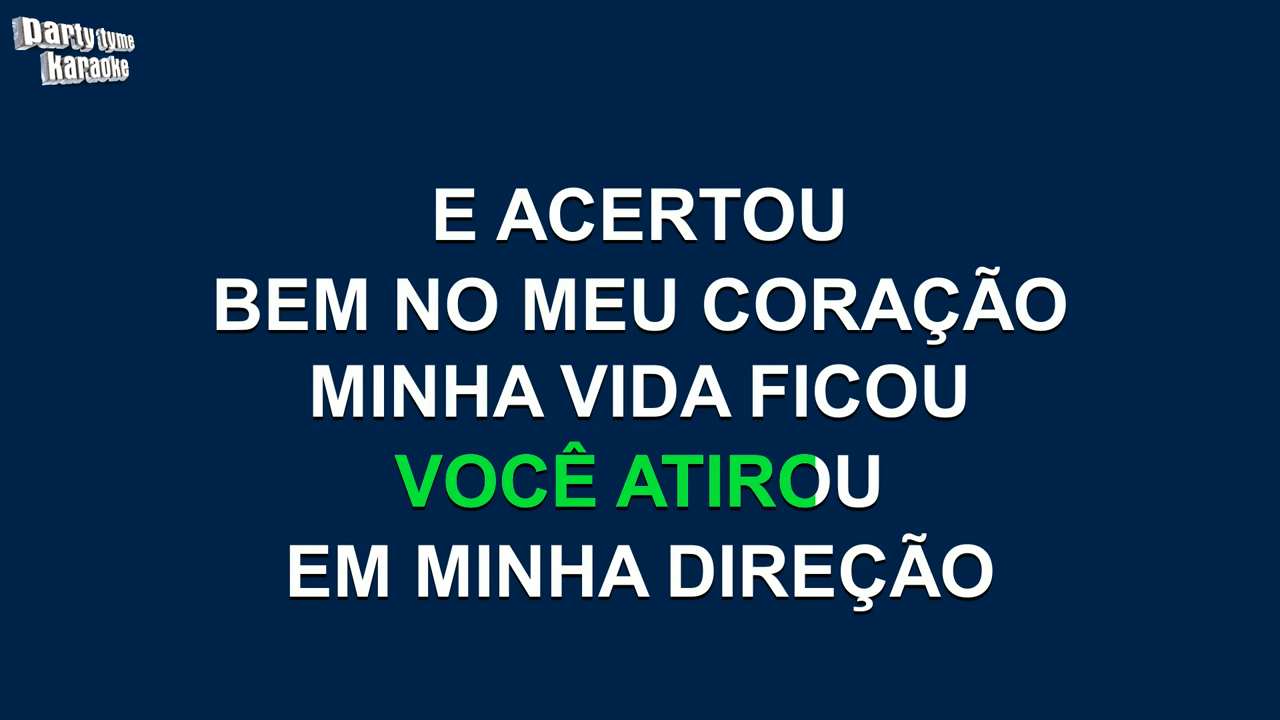 party tyme
karaoke
E ACERTOU
BEM NO MEU CORAÇÃO
MINHA VIDA FICOU
VOCÊ ATIROU
EM MINHA DIREÇÃO